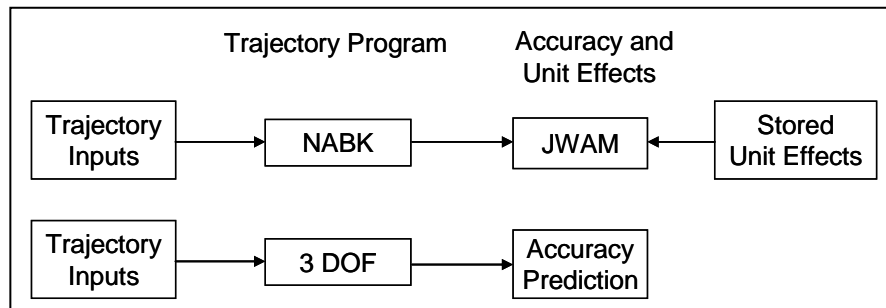 Trajectory Program
Accuracy and
Unit Effects
Trajectory
Inputs
NABK
JWAM
Stored
Unit Effects
Trajectory
Inputs
3 DOF
Accuracy
Prediction